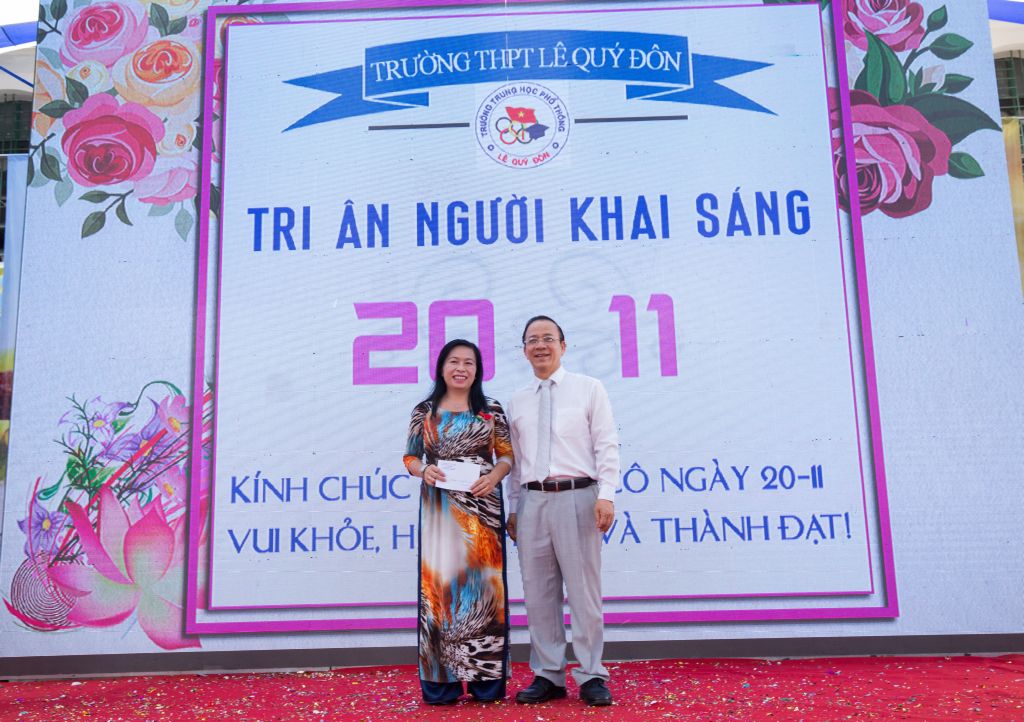 TRƯỜNG THPT LÊ QUÝ ĐÔN
TRƯỜNG TRUNG HỌC PHỔ THÔNG
LÊ QUÝ ĐÔN
TRI ÂN NGƯỜI KHAI SÁNG
20 11
KÍNH CHÚC CÔ NGÀY 20-11
VUI KHỎE, VÀ THÀNH ĐẠT!